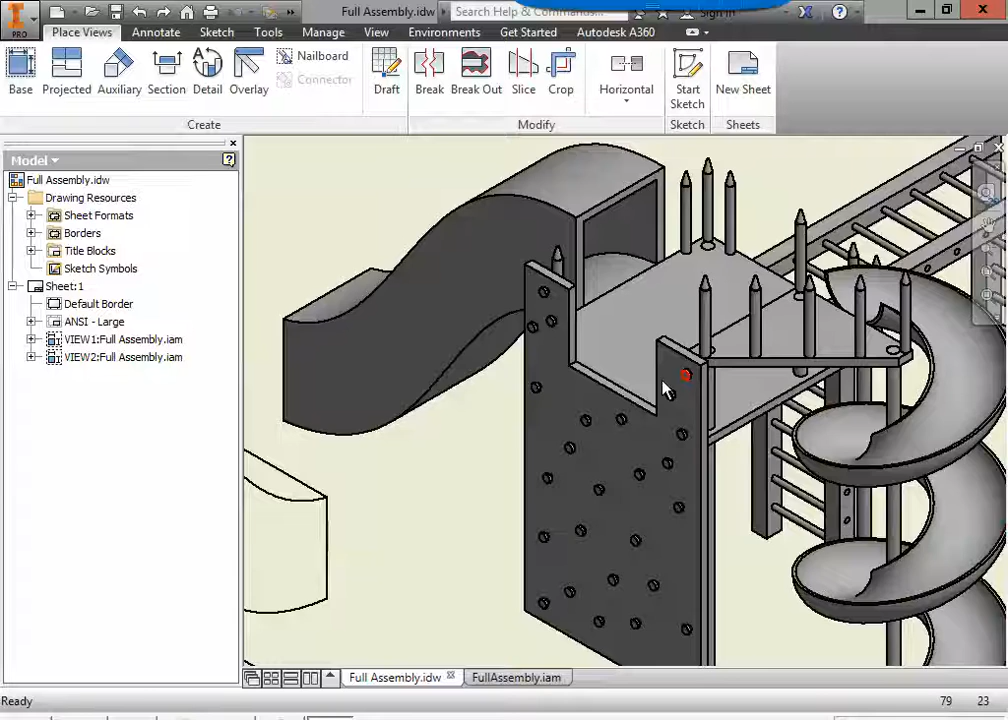 Full Assembly.idw
Search Help & Commands...
Sign In
PRO
Place Views Annotate Sketch Tools Manage View Environments Get Started Autodesk A360
Base Projected Auxiliary Section Detail Overlay
Nailboard
Connector
Draft Break Break Out Slice Crop Horizontal
Start Sketch
New Sheet
Create Modify Sketch Sheets
Model
Full Assembly.idw
Drawing Resources
Sheet Formats
Borders
Title Blocks
Sketch Symbols
Sheet:1
Default Border
ANSI - Large
VIEW1:Full Assembly.iam
VIEW2:Full Assembly.iam
Full Assembly.idw FullAssembly.iam
Ready 79 23